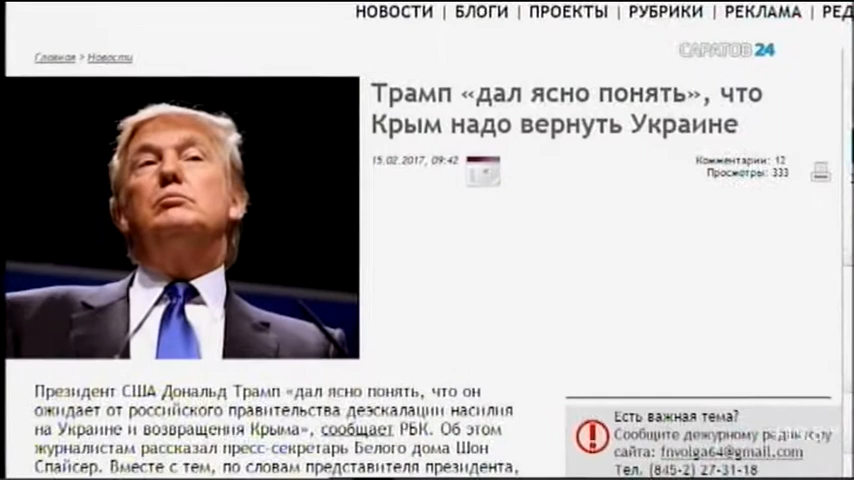 НОВОСТИ | БЛОГИ | ПРОЕКТЫ | РУБРИКИ | РЕКЛАМА | РЕД
Главная > Новости
САРАТОВ 24
Трамп «дал ясно понять», что
Крым надо вернуть Украине
15.02.2017, 09:42
Комментарии: 12
Просмотры: 333
Президент США Дональд Трамп «дал ясно понять, что он
ожидает от российского правительства деэскалации насилия
на Украине и возвращения Крыма», сообщает РБК. Об этом
журналистам рассказал пресс-секретарь Белого дома Шон
Спайсер. Вместе с тем, по словам представителя президента,
Есть важная тема?
Сообщите дежурному редактору
сайта: fnvolga64@gmail.com
Тел. (845-2) 27-31-18